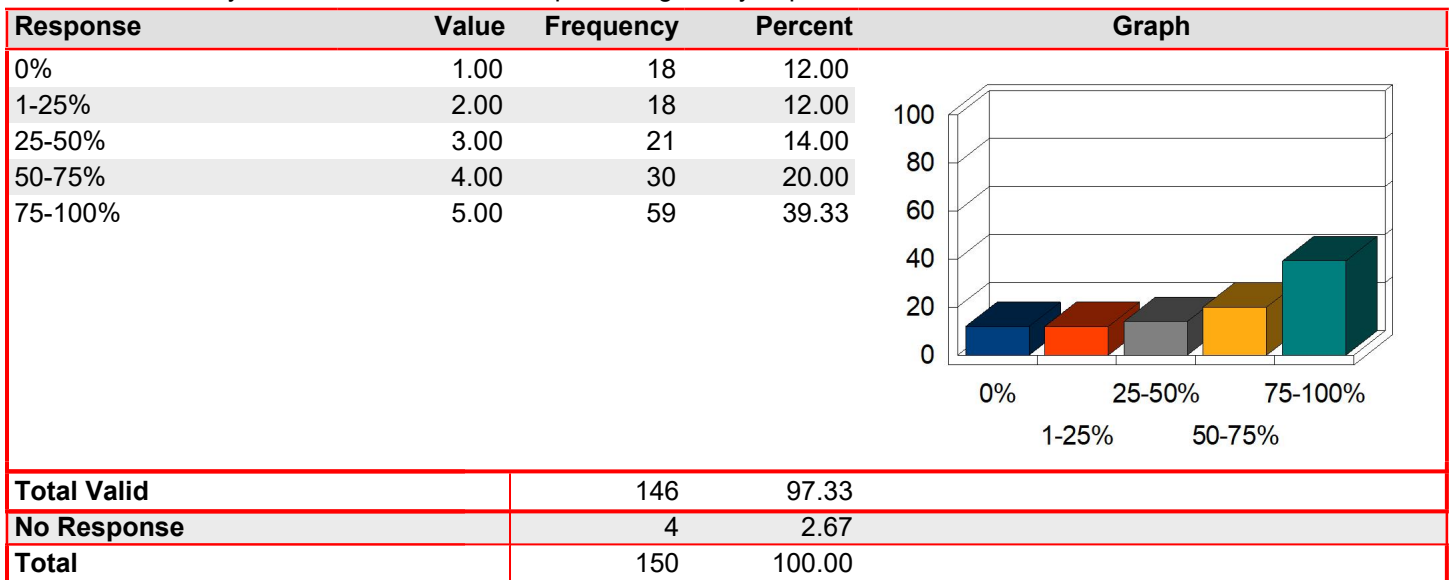 Response Value Frequency Percent Graph
0% 1.00 18 12.00
1-25% 2.00 18 12.00
25-50% 3.00 21 14.00
50-75% 4.00 30 20.00
75-100% 5.00 59 39.33
100
80
60
40
20
0
0% 25-50% 75-100%
1-25% 50-75%
Total Valid 146 97.33
No Response 4 2.67
Total 150 100.00